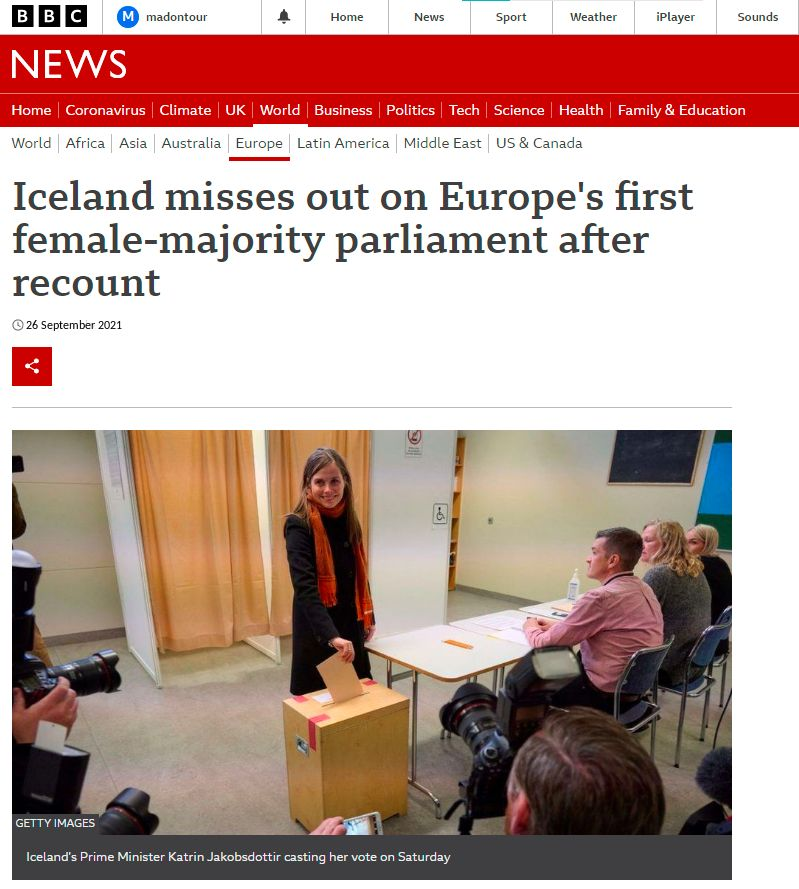 BBC M madontour Home News Sport Weather iPlayer Sounds
NEWS
Home Coronavirus Climate UK World Business Politics Tech Science Health Family & Education
World Africa Asia Australia Europe Latin America Middle East US & Canada
Iceland misses out on Europe's first
female-majority parliament after
recount
26 September 2021
GETTY IMAGES
Iceland's Prime Minister Katrin Jakobsdottir casting her vote on Saturday